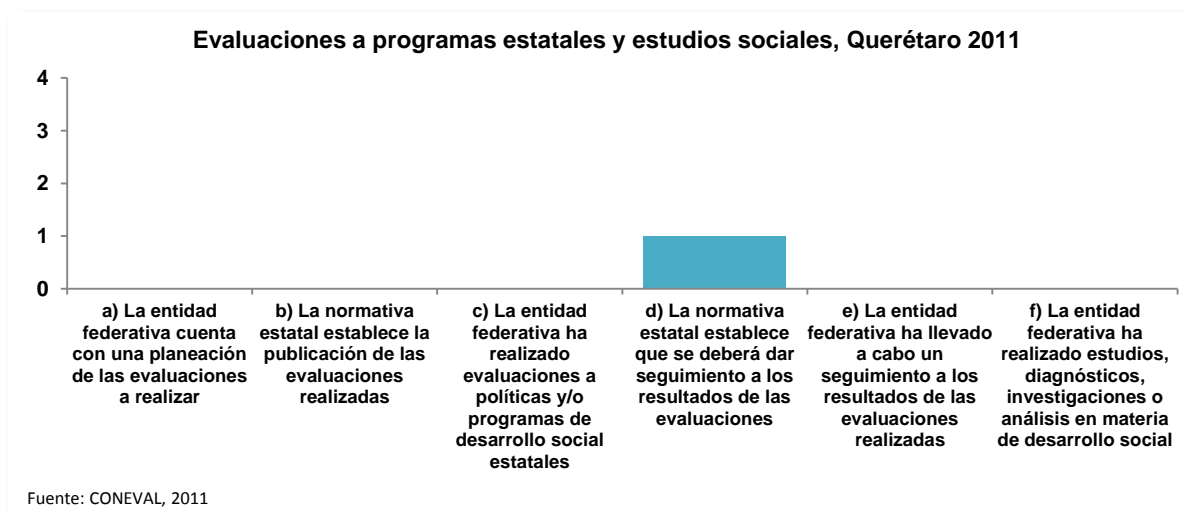 Evaluaciones a programas estatales y estudios sociales, Querétaro 2011
4
3
2
1
0
a) La entidad
federativa cuenta
con una planeación
de las evaluaciones
a realizar
b) La normativa
estatal establece la
publicación de las
evaluaciones
realizadas
c) La entidad
federativa ha
realizado
evaluaciones a
políticas y/o
programas de
desarrollo social
estatales
d) La normativa
estatal establece
que se deberá dar
seguimiento a los
resultados de las
evaluaciones
e) La entidad
federativa ha llevado
a cabo un
seguimiento a los
resultados de las
evaluaciones
realizadas
f) La entidad
federativa ha
realizado estudios,
diagnósticos,
investigaciones o
análisis en materia
de desarrollo social
Fuente: CONEVAL, 2011